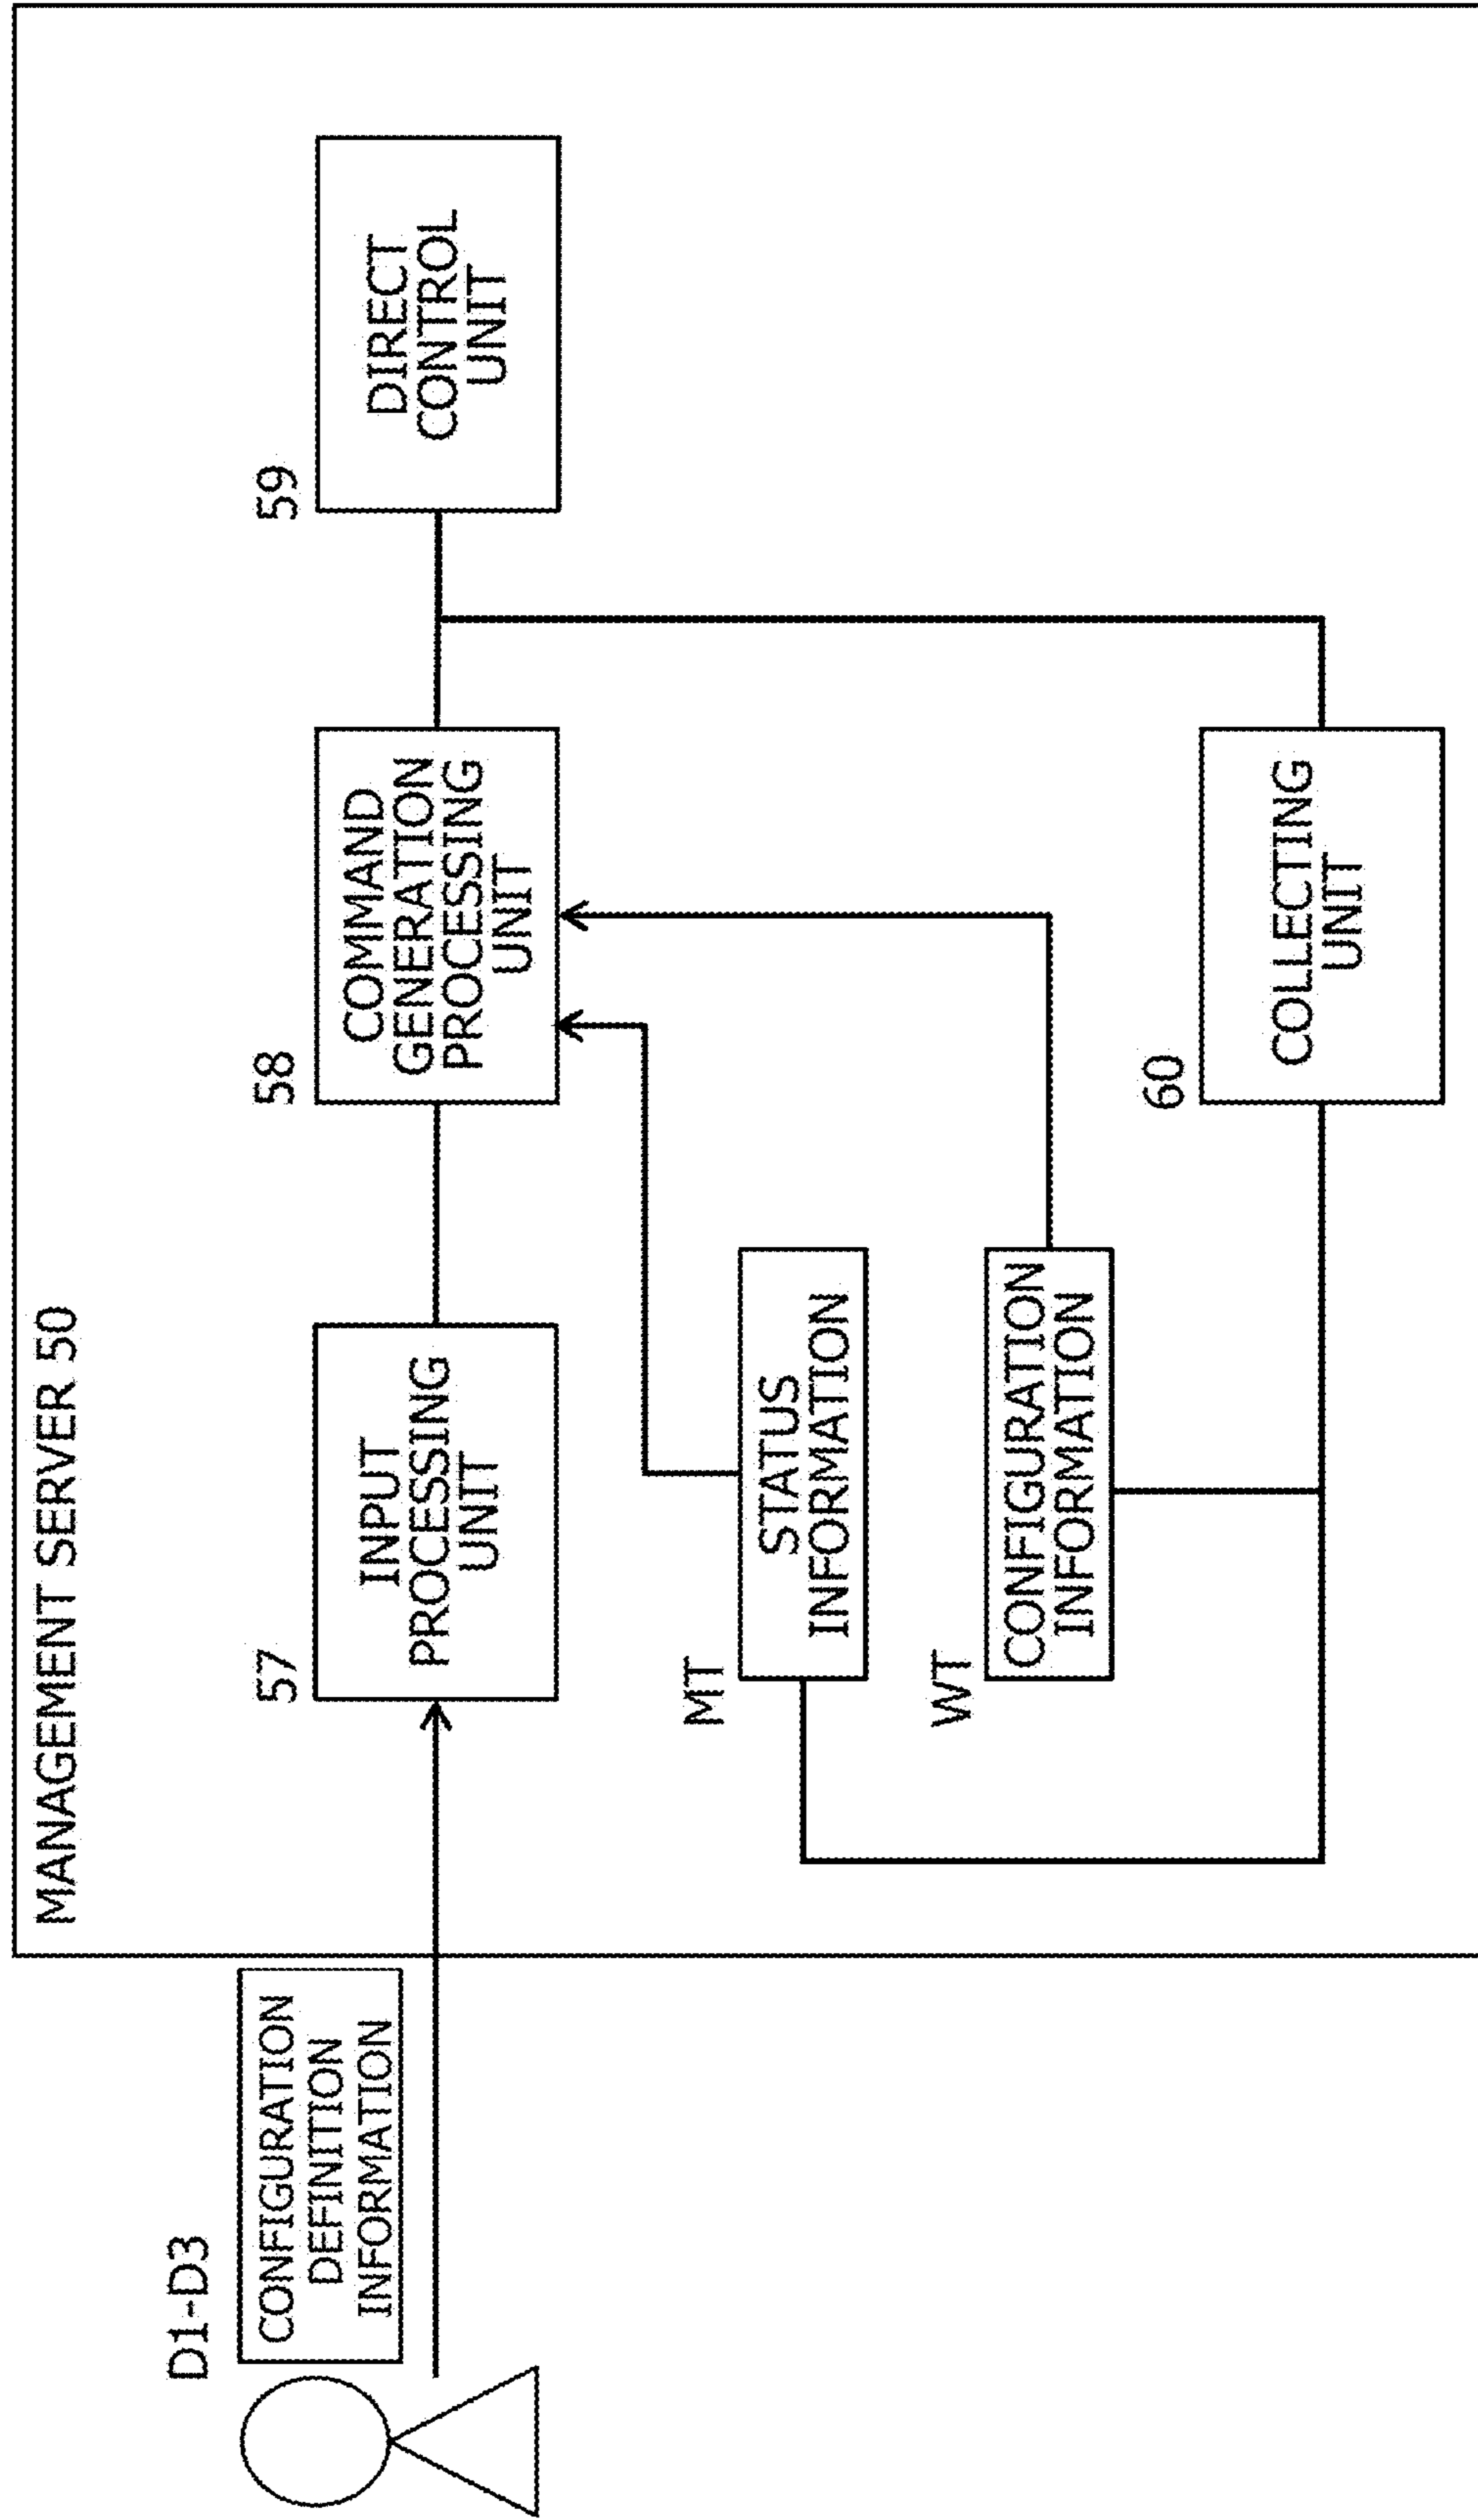 MANAGEMENT SERVER 50
D1-D3
CONFIGURATION
DEFINITION
INFORMATION
57
INPUT
PROCESSING
UNIT
58
COMMAND
GENERATION
PROCESSING
UNIT
59
DIRECT
CONTROL
UNIT
MT
STATUS
INFORMATION
WT
CONFIGURATION
INFORMATION
60
COLLECTING
UNIT